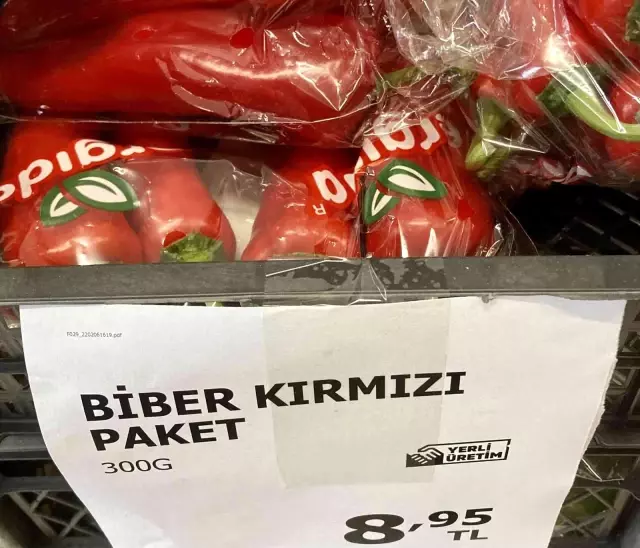 BİBER KIRMIZI
PAKET
300G
YERLİ
ÜRETİM
8,95
TL